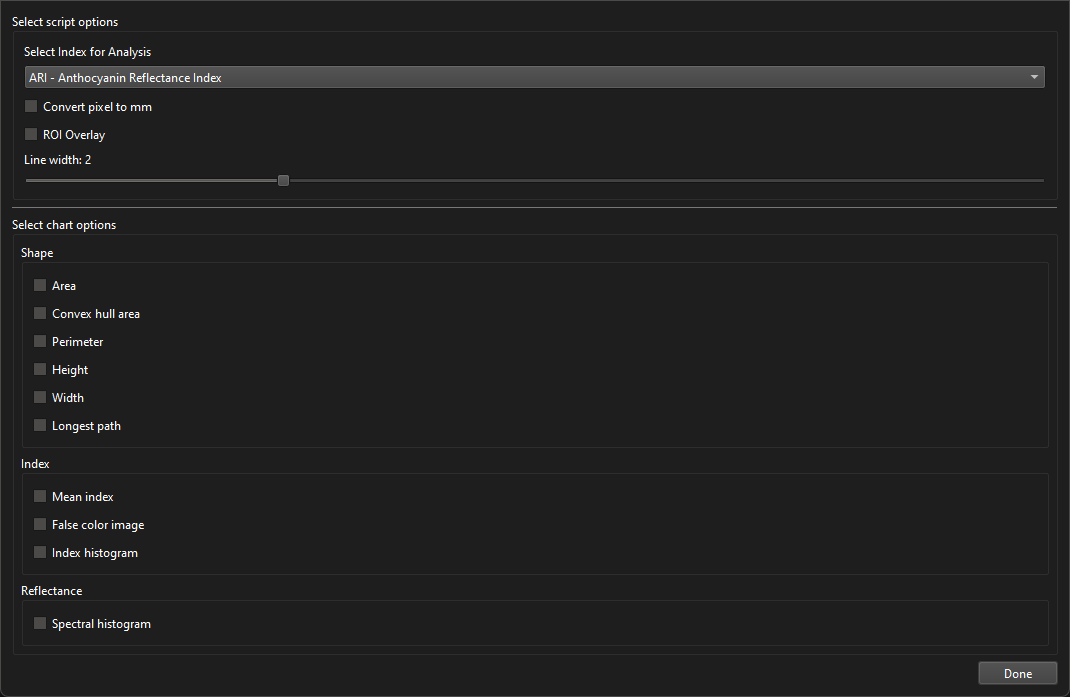 Select script options
Select Index for Analysis
ARI - Anthocyanin Reflectance Index
Convert pixel to mm
ROI Overlay
Line width: 2
Select chart options
Shape
Area
Convex hull area
Perimeter
Height
Width
Longest path
Index
Mean index
False color image
Index histogram
Reflectance
Spectral histogram
Done